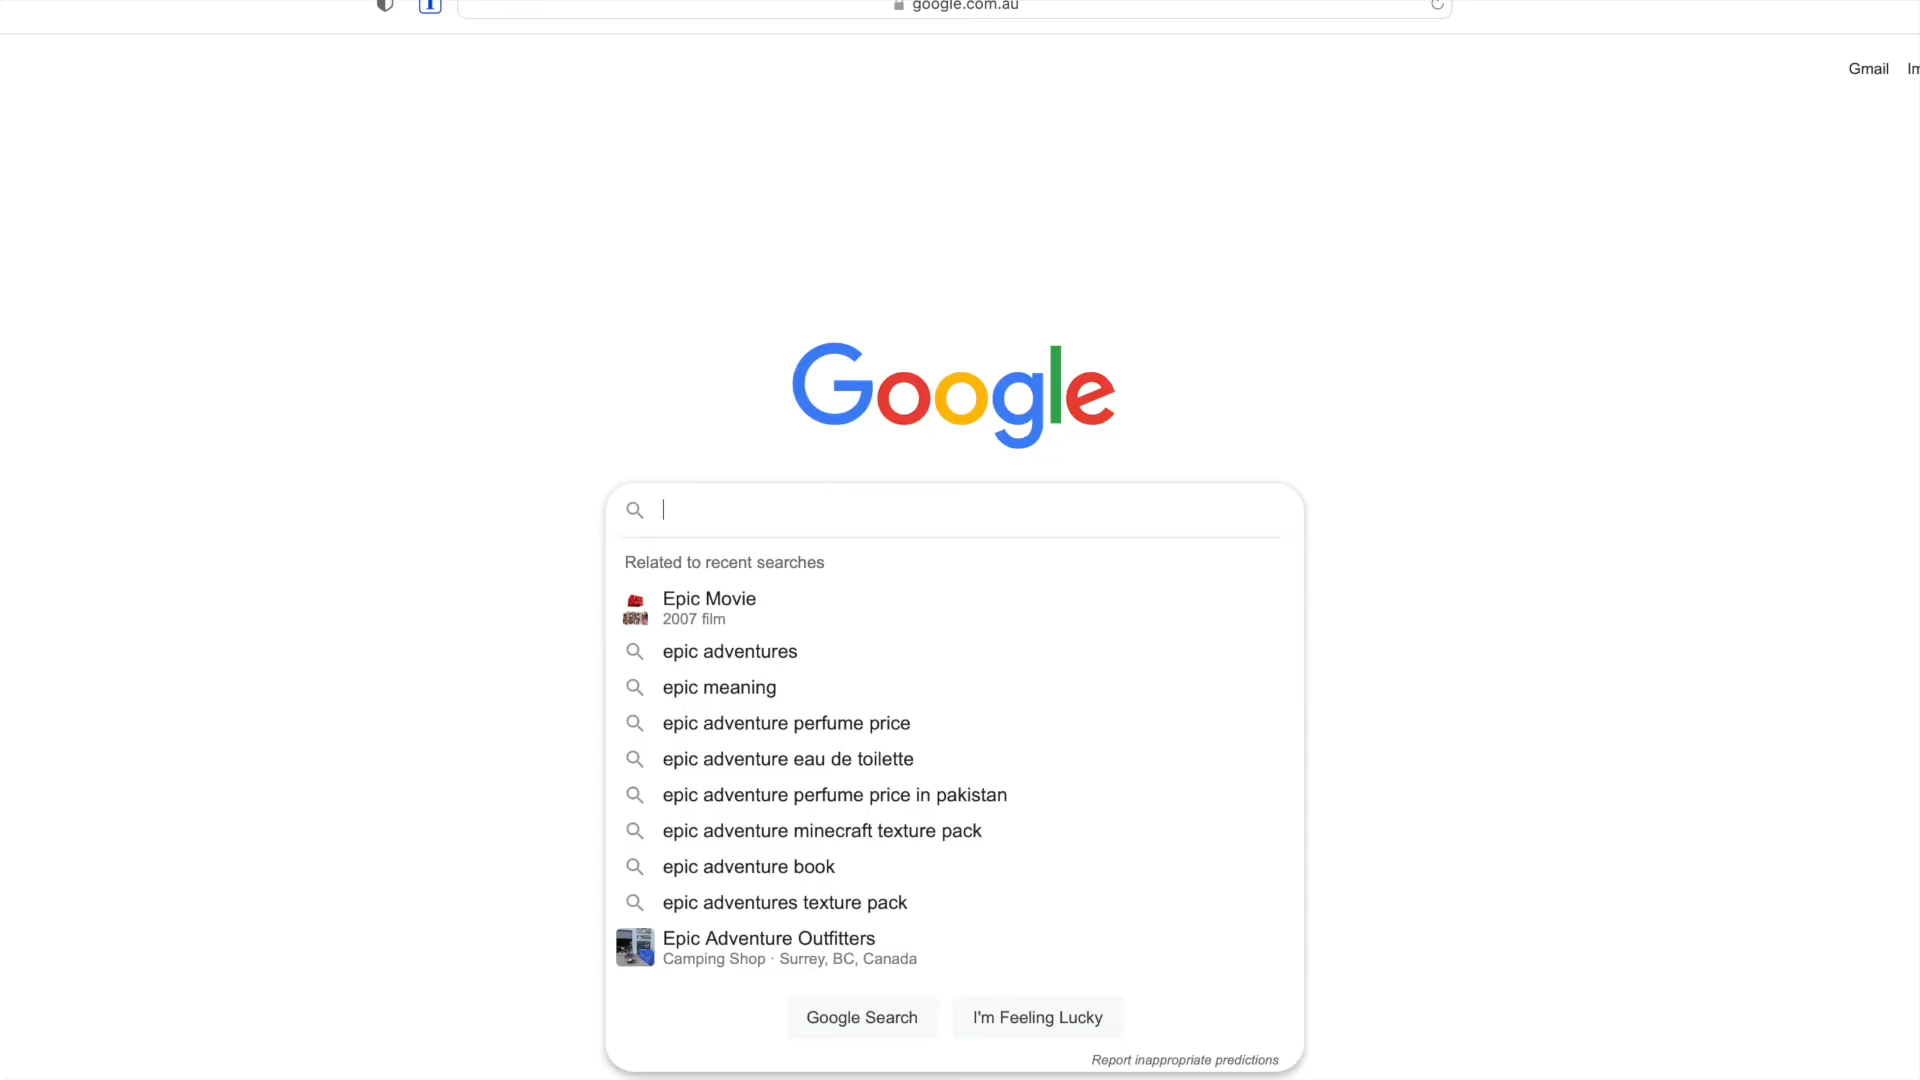 google.com.au
Gmail
Google
Related to recent searches
Epic Movie
2007 film
epic adventures
epic meaning
epic adventure perfume price
epic adventure eau de toilette
epic adventure perfume price in pakistan
epic adventure minecraft texture pack
epic adventure book
epic adventures texture pack
Epic Adventure Outfitters
Camping Shop · Surrey, BC, Canada
Google Search I'm Feeling Lucky
Report inappropriate predictions